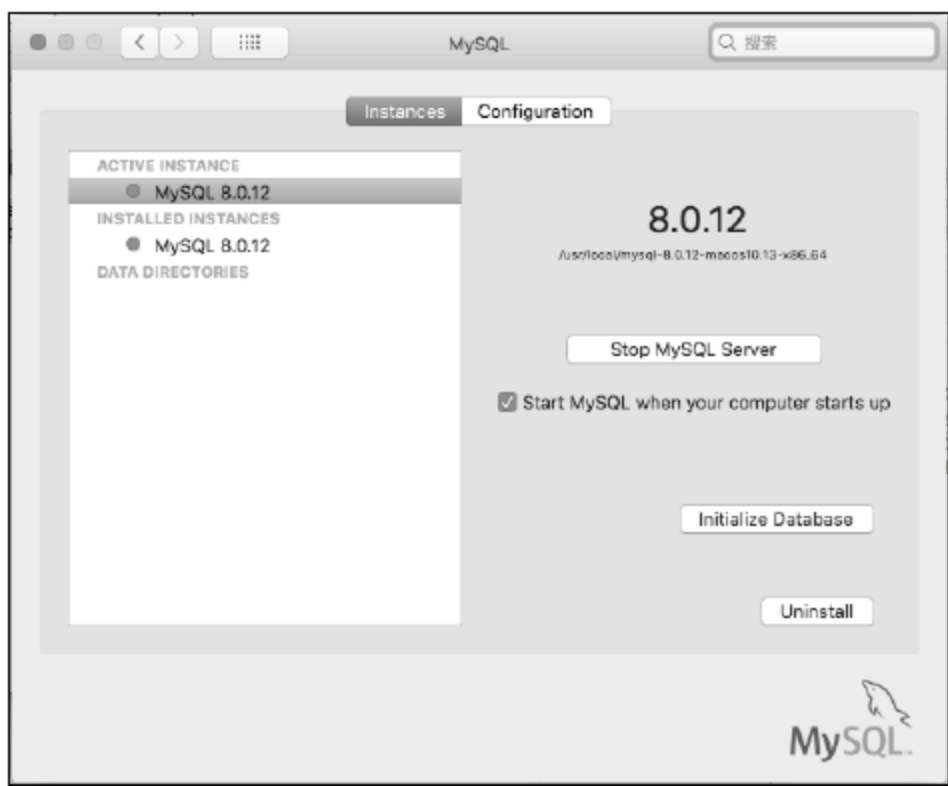 MySQL
搜索
Instances
Configuration
ACTIVE INSTANCE
MySQL 8.0.12
INSTALLED INSTANCES
MySQL 8.0.12
DATA DIRECTORIES
8.0.12
/usr/local/mysql-8.0.12-macos10.13-x86_64
Stop MySQL Server
Start MySQL when your computer starts up
Initialize Database
Uninstall
MySQL™